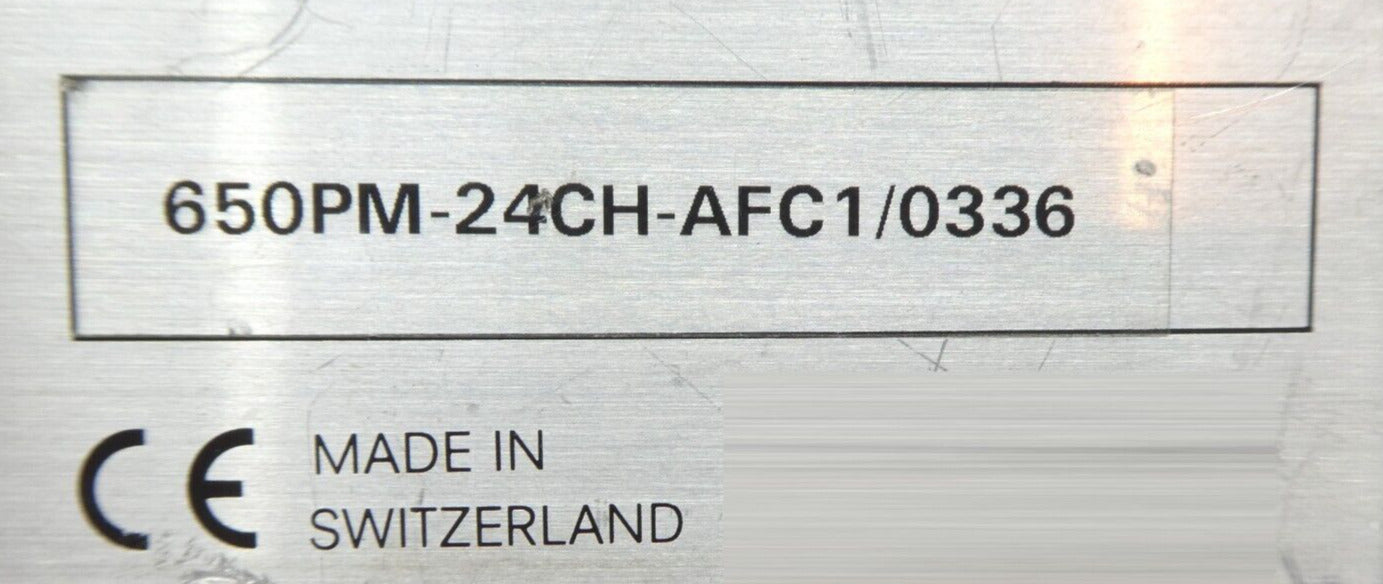 650PM-24CH-AFC1/0336
CE MADE IN
SWITZERLAND